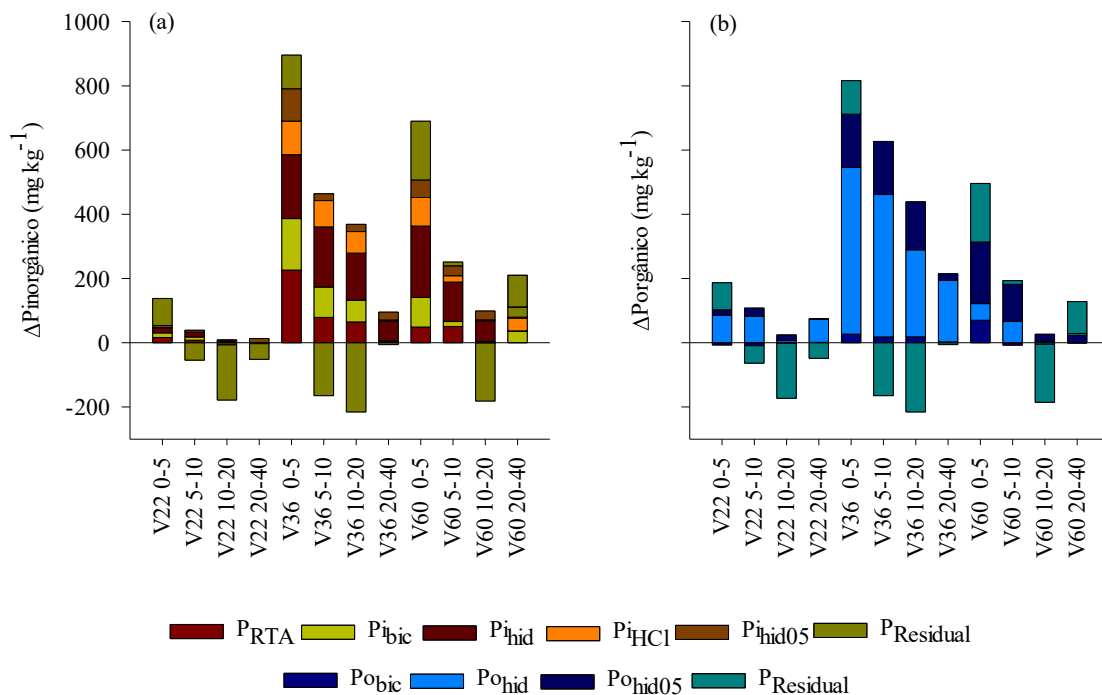 (a)
ΔPinorgânico (mg kg-1)
1000
800
600
400
200
0
-200
V22 0-5
V22 5-10
V22 10-20
V22 20-40
V36 0-5
V36 5-10
V36 10-20
V36 20-40
V60 0-5
V60 5-10
V60 10-20
V60 20-40
(b)
ΔPorgânico (mg kg-1)
V22 0-5
V22 5-10
V22 10-20
V22 20-40
V36 0-5
V36 5-10
V36 10-20
V36 20-40
V60 0-5
V60 5-10
V60 10-20
V60 20-40
PRTA Pibic Pihid PiHCl Pihid05 PResidual
Pobic Pohid Pohid05 PResidual